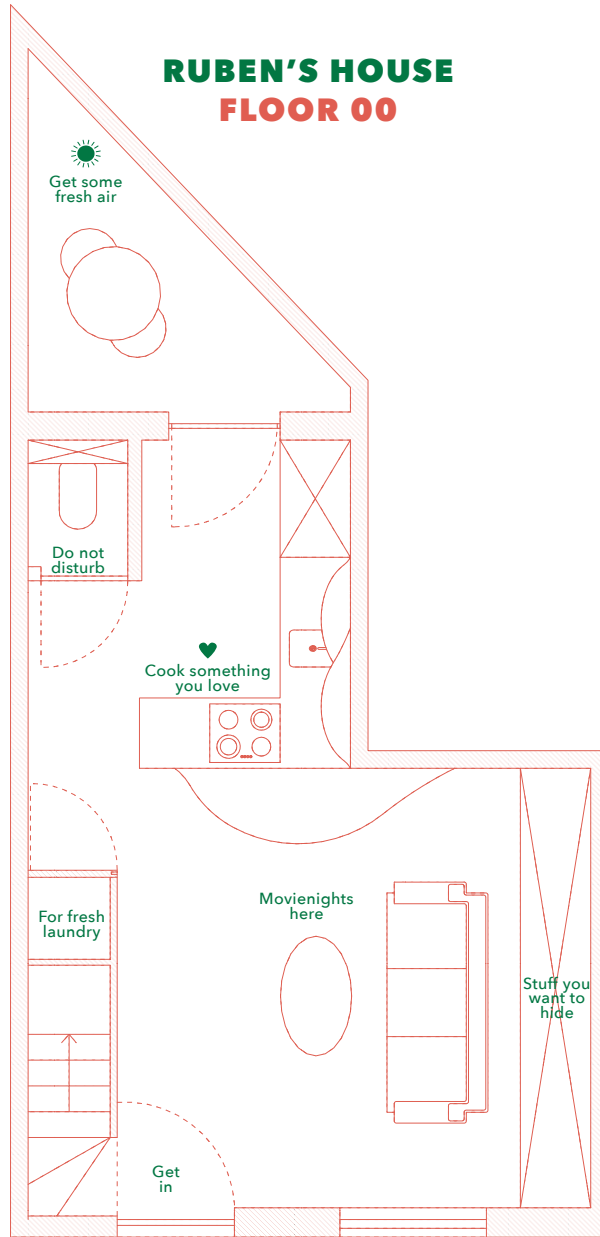 RUBEN'S HOUSE
FLOOR 00
Get some
fresh air
Do not
disturb
Cook something
you love
For fresh
laundry
Movienights
here
Stuff you
want to
hide
Get
in